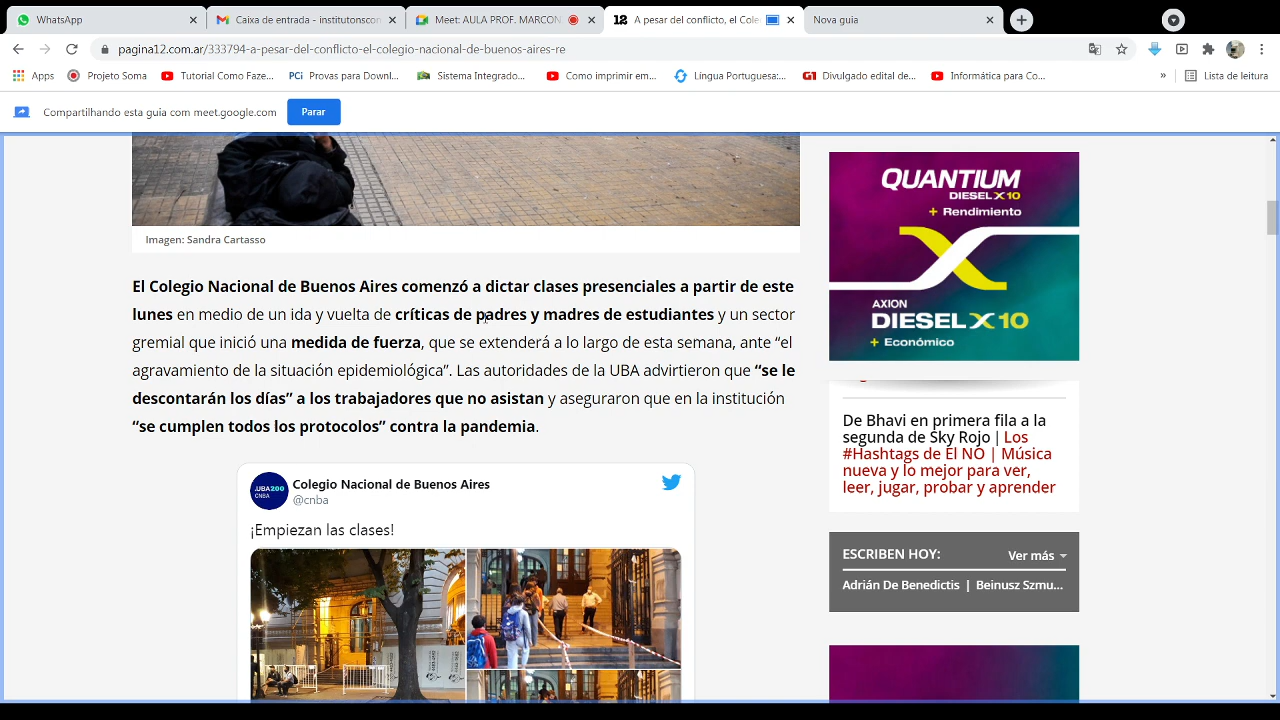 WhatsApp
Caixa de entrada - institutonscon
Meet: AULA PROF. MARCON
12 A pesar del conflicto, el Cole
Nova guia
pagina12.com.ar/333794-a-pesar-del-conflicto-el-colegio-nacional-de-buenos-aires-re
Apps
Projeto Soma
Tutorial Como Faze...
PCi Provas para Downl...
Sistema Integrado...
Como imprimir em...
Língua Portuguesa:...
G1 Divulgado edital de...
Informática para Co...
»
Lista de leitura
Compartilhando esta guia com meet.google.com
Parar
Imagen: Sandra Cartasso
El Colegio Nacional de Buenos Aires comenzó a dictar clases presenciales a partir de este
lunes en medio de un ida y vuelta de críticas de padres y madres de estudiantes y un sector
gremial que inició una medida de fuerza, que se extenderá a lo largo de esta semana, ante “el
agravamiento de la situación epidemiológica”. Las autoridades de la UBA advirtieron que “se le
descontarán los días” a los trabajadores que no asistan y aseguraron que en la institución
“se cumplen todos los protocolos” contra la pandemia.
.UBA200
CNBA
Colegio Nacional de Buenos Aires
@cnba
¡Empiezan las clases!
QUANTIUM
DIESEL X10
+ Rendimiento
AXION
DIESEL X10
+ Económico
De Bhavi en primera fila a la
segunda de Sky Rojo | Los
#Hashtags de El NO | Música
nueva y lo mejor para ver,
leer, jugar, probar y aprender
ESCRIBEN HOY:
Ver más
Adrián De Benedictis | Beinusz Szmu...